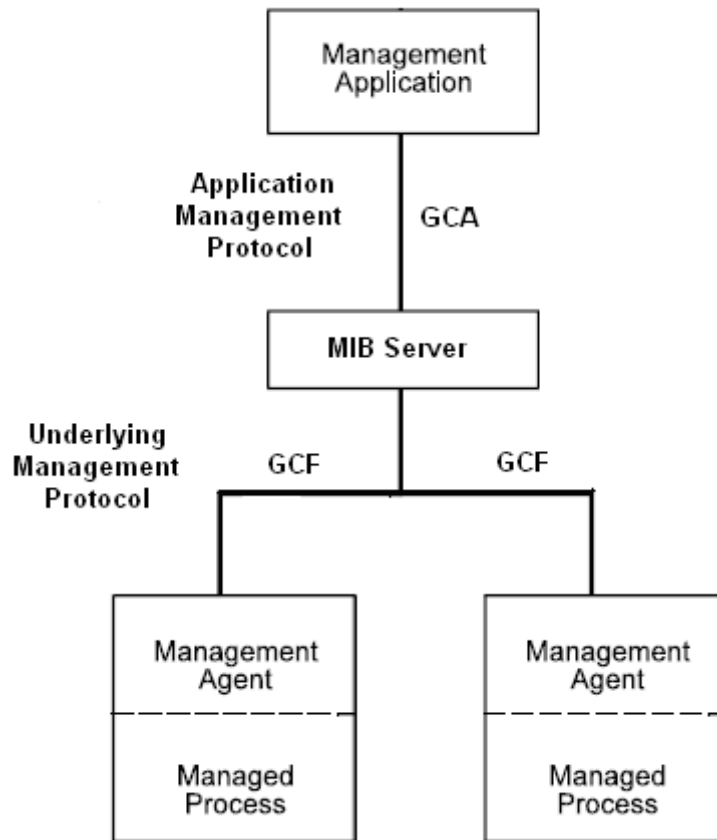 Management
Application
Application
Management
Protocol
GCA
MIB Server
Underlying
Management
Protocol
GCF
GCF
Management
Agent
Managed
Process
Management
Agent
Managed
Process